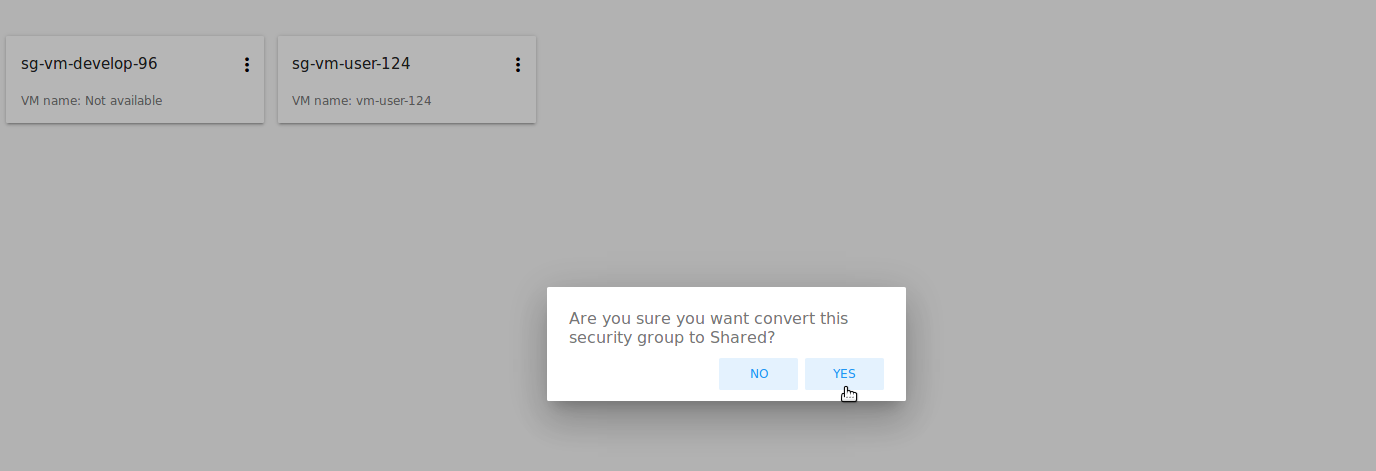 sg-vm-develop-96
VM name: Not available
sg-vm-user-124
VM name: vm-user-124
Are you sure you want convert this
security group to Shared?
NO
YES